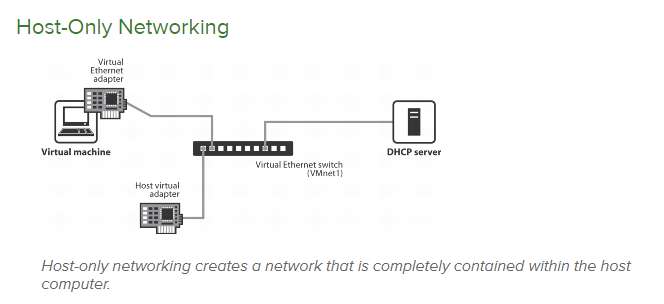 Host-Only Networking
Virtual
Ethernet
adapter
Virtual machine
DHCP server
Virtual Ethernet switch
(VMnet1)
Host virtual
adapter
Host-only networking creates a network that is completely contained within the host
computer.